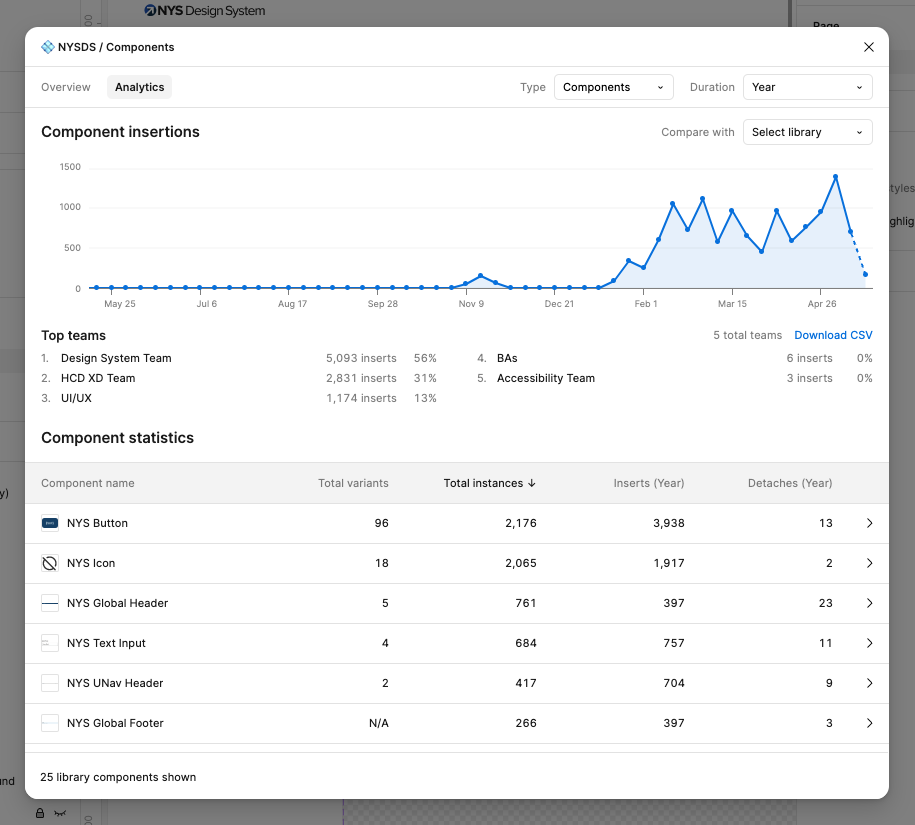 NYS Design System
Page
NYSDS / Components
Overview Analytics Type Components Duration Year
Component insertions Compare with Select library
1500
1000
500
0
May 25 Jul 6 Aug 17 Sep 28 Nov 9 Dec 21 Feb 1 Mar 15 Apr 26
tyles
ghlig
Top teams 5 total teams Download CSV
1. Design System Team 5,093 inserts 56% 4. BAs 6 inserts 0%
2. HCD XD Team 2,831 inserts 31% 5. Accessibility Team 3 inserts 0%
3. UI/UX 1,174 inserts 13%
Component statistics
Component name Total variants Total instances ↓ Inserts (Year) Detaches (Year)
y)
NYS Button 96 2,176 3,938 13
NYS Icon 18 2,065 1,917 2
NYS Global Header 5 761 397 23
NYS Text Input 4 684 757 11
NYS UNav Header 2 417 704 9
NYS Global Footer N/A 266 397 3
25 library components shown
und